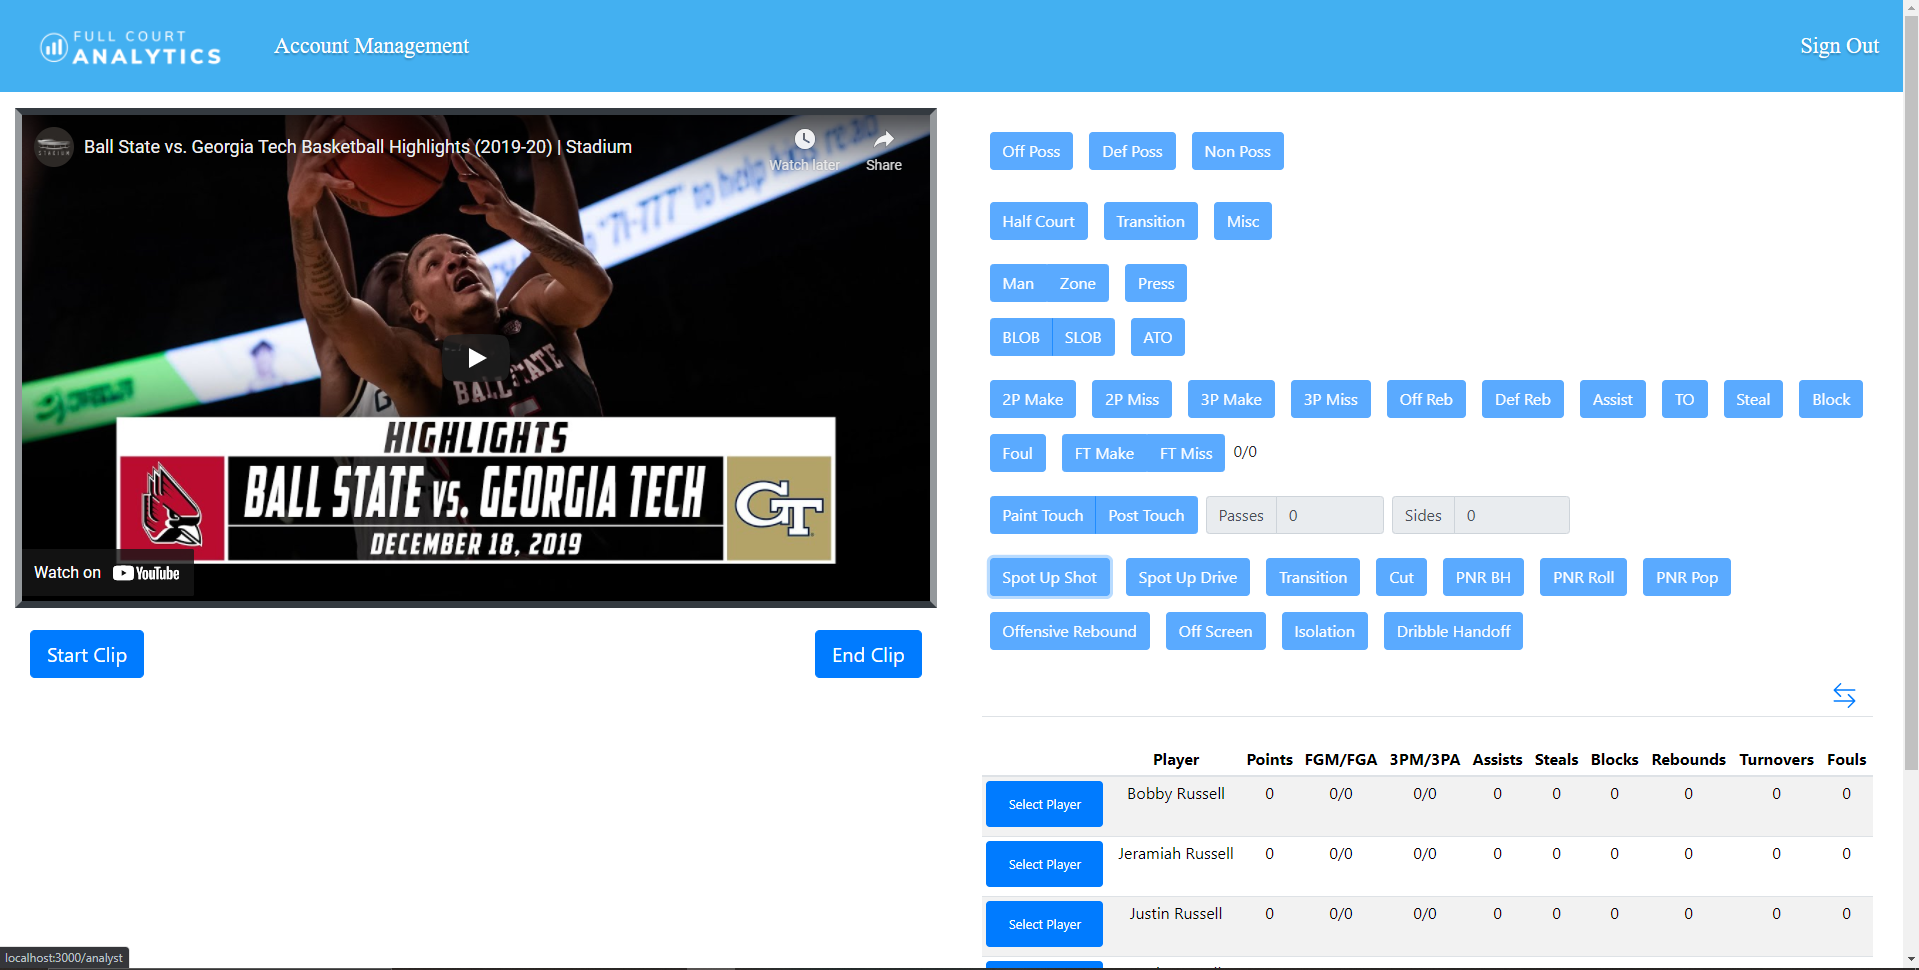 FULL COURT
ANALYTICS
Account Management
Sign Out
Ball State vs. Georgia Tech Basketball Highlights (2019-20) | Stadium
Watch later
Share
HIGHLIGHTS
BALL STATE vs. GEORGIA TECH
DECEMBER 18, 2019
GT
BALL STATE
Watch on YouTube
Start Clip
End Clip
Off Poss Def Poss Non Poss
Half Court Transition Misc
Man Zone Press
BLOB SLOB ATO
2P Make 2P Miss 3P Make 3P Miss Off Reb Def Reb Assist TO Steal Block
Foul FT Make FT Miss 0/0
Paint Touch Post Touch Passes 0 Sides 0
Spot Up Shot Spot Up Drive Transition Cut PNR BH PNR Roll PNR Pop
Offensive Rebound Off Screen Isolation Dribble Handoff
Player Points FGM/FGA 3PM/3PA Assists Steals Blocks Rebounds Turnovers Fouls
Select Player Bobby Russell 0 0/0 0/0 0 0 0 0 0 0
Select Player Jeramiah Russell 0 0/0 0/0 0 0 0 0 0 0
Select Player Justin Russell 0 0/0 0/0 0 0 0 0 0 0
localhost:3000/analyst